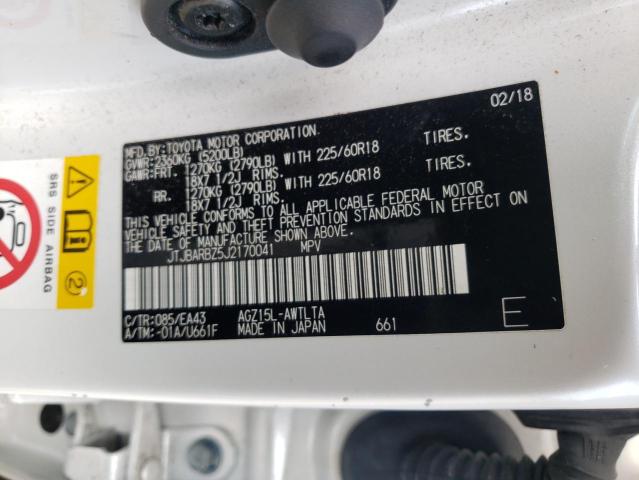 02/18
MFD.BY:TOYOTA MOTOR CORPORATION
GVWR:2360KG (5200LB)
GAWR:FRT. 1270KG (2790LB) WITH 225/60R18 TIRES.
18X7 1/2J RIMS
RR. 1270KG (2790LB) WITH 225/60R18 TIRES.
18X7 1/2J RIMS
THIS VEHICLE CONFORMS TO ALL APPLICABLE FEDERAL MOTOR
VEHICLE SAFETY AND THEFT PREVENTION STANDARDS IN EFFECT ON
THE DATE OF MANUFACTURE SHOWN ABOVE.
JTJBARBZ5J2170041 MPV
C/TR:085/EA43 AGZ15L-AWTLTA
A/TM:-01A/U661F MADE IN JAPAN 661
E
SRS SIDE AIRBAG
2